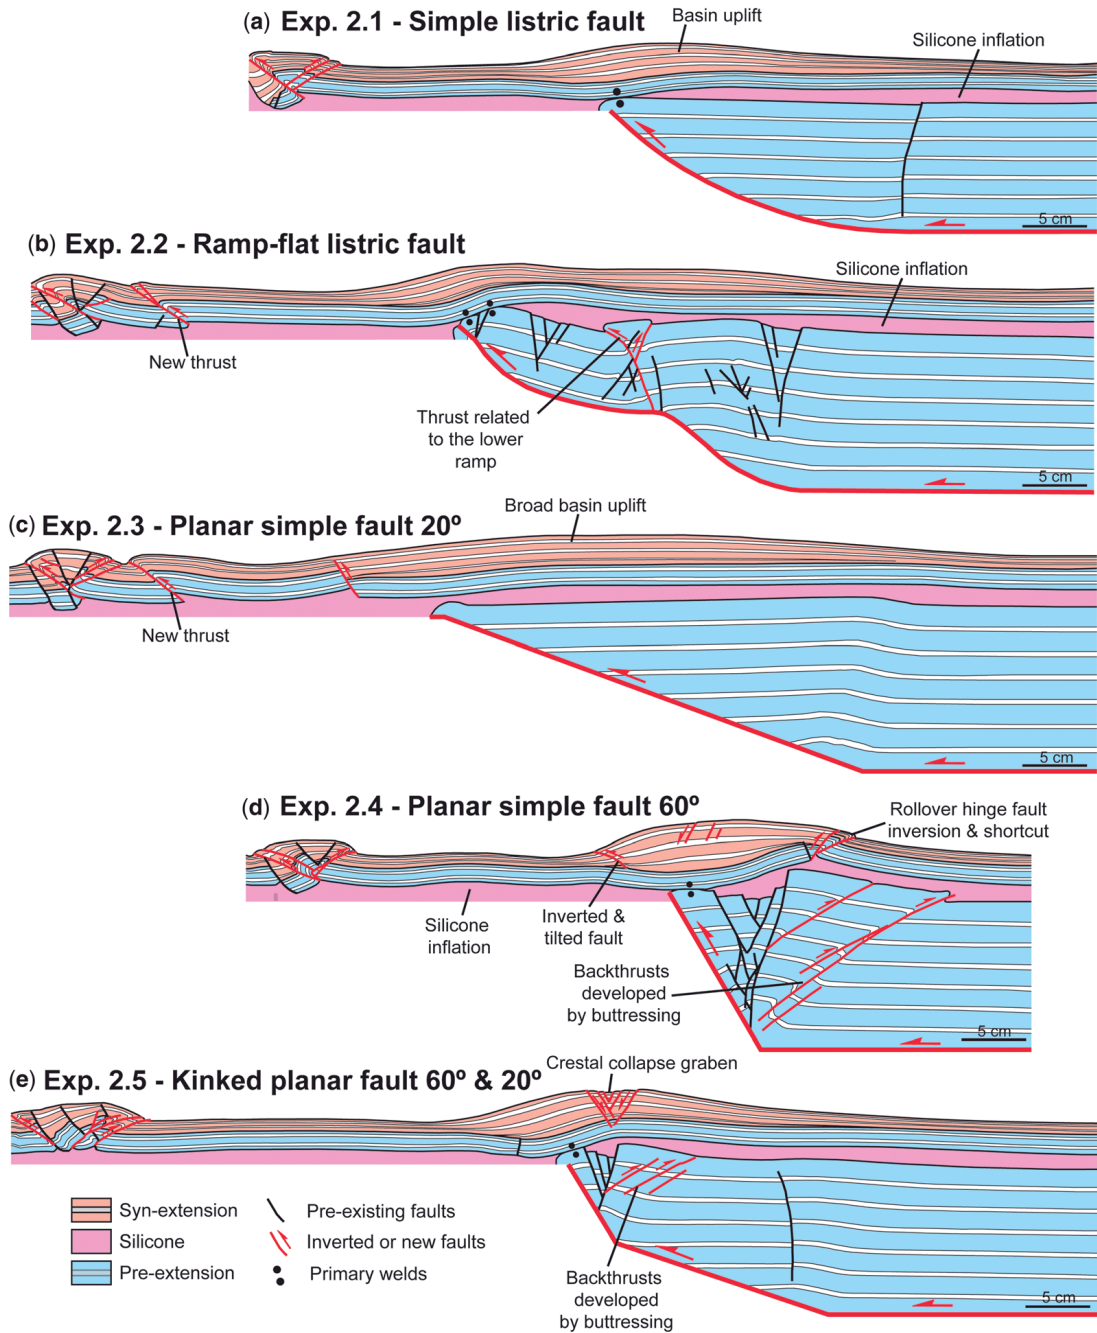 (a) Exp. 2.1 - Simple listric fault
Basin uplift
Silicone inflation
5 cm
(b) Exp. 2.2 - Ramp-flat listric fault
Silicone inflation
New thrust
Thrust related
to the lower
ramp
5 cm
(c) Exp. 2.3 - Planar simple fault 20º
Broad basin uplift
New thrust
5 cm
(d) Exp. 2.4 - Planar simple fault 60º
Rollover hinge fault
inversion & shortcut
Silicone
inflation
Inverted &
tilted fault
Backthrusts
developed
by buttressing
5 cm
(e) Exp. 2.5 - Kinked planar fault 60º & 20º
Crestal collapse graben
Syn-extension
Silicone
Pre-extension
Pre-existing faults
Inverted or new faults
Primary welds
Backthrusts
developed
by buttressing
5 cm